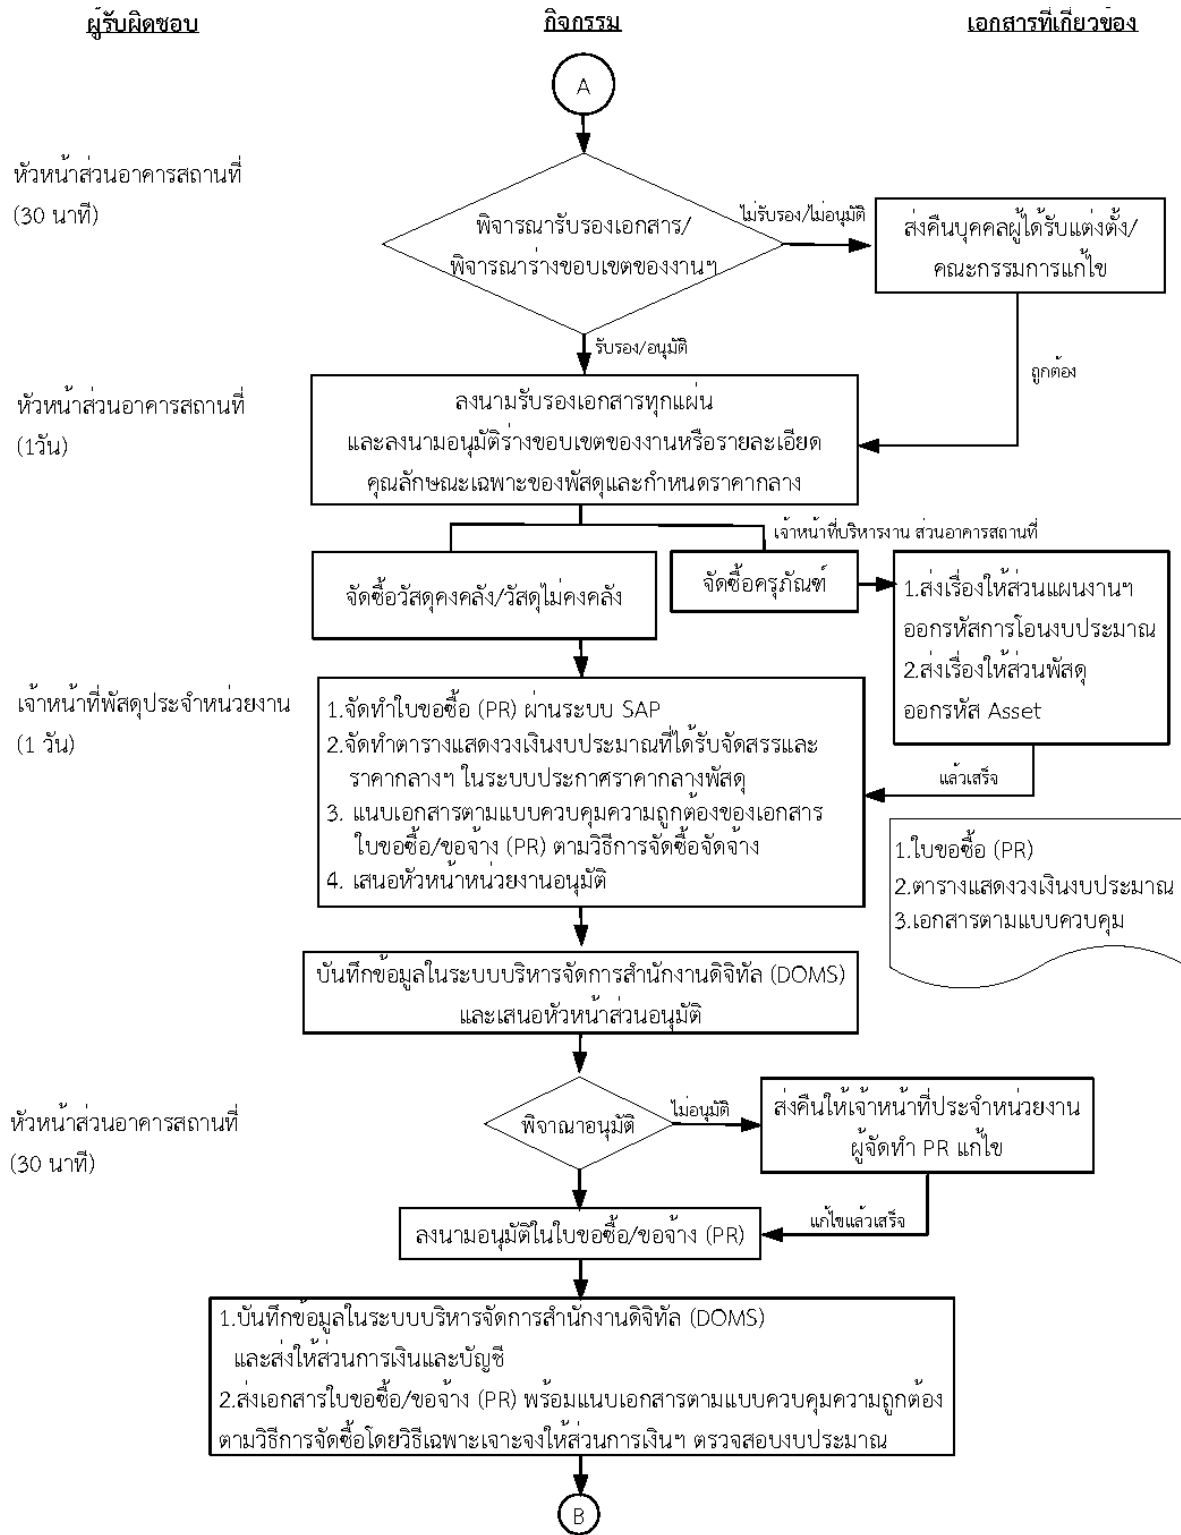 ผู้รับผิดชอบ
กิจกรรม
เอกสารที่เกี่ยวข้อง
A
หัวหน้าส่วนอาคารสถานที่
(30 นาที)
พิจารณารับรองเอกสาร/
พิจารณาร่างขอบเขตของงานฯ
ไม่รับรอง/ไม่อนุมัติ
ส่งคืนบุคคลผู้ได้รับแต่งตั้ง/
คณะกรรมการแก้ไข
รับรอง/อนุมัติ
ถูกต้อง
หัวหน้าส่วนอาคารสถานที่
(1วัน)
ลงนามรับรองเอกสารทุกแผ่น
และลงนามอนุมัติร่างขอบเขตของงานหรือรายละเอียด
คุณลักษณะเฉพาะของพัสดุและกำหนดราคากลาง
เจ้าหน้าที่บริหารงาน ส่วนอาคารสถานที่
จัดซื้อวัสดุคงคลัง/วัสดุไม่คงคลัง
จัดซื้อครุภัณฑ์
1.ส่งเรื่องให้ส่วนแผนงานฯ
ออกรหัสการโอนงบประมาณ
2.ส่งเรื่องให้ส่วนพัสดุ
ออกรหัส Asset
แล้วเสร็จ
เจ้าหน้าที่พัสดุประจำหน่วยงาน
(1 วัน)
1.จัดทำใบขอซื้อ (PR) ผ่านระบบ SAP
2.จัดทำตารางแสดงวงเงินงบประมาณที่ได้รับจัดสรรและ
ราคากลางฯ ในระบบประกาศราคากลางพัสดุ
3. แนบเอกสารตามแบบควบคุมความถูกต้องของเอกสาร
ใบขอซื้อ/ขอจ้าง (PR) ตามวิธีการจัดซื้อจัดจ้าง
4. เสนอหัวหน้าหน่วยงานอนุมัติ
1.ใบขอซื้อ (PR)
2.ตารางแสดงวงเงินงบประมาณ
3.เอกสารตามแบบควบคุม
บันทึกข้อมูลในระบบบริหารจัดการสำนักงานดิจิทัล (DOMS)
และเสนอหัวหน้าส่วนอนุมัติ
หัวหน้าส่วนอาคารสถานที่
(30 นาที)
พิจาณาอนุมัติ
ไม่อนุมัติ
ส่งคืนให้เจ้าหน้าที่ประจำหน่วยงาน
ผู้จัดทำ PR แก้ไข
แก้ไขแล้วเสร็จ
ลงนามอนุมัติในใบขอซื้อ/ขอจ้าง (PR)
1.บันทึกข้อมูลในระบบบริหารจัดการสำนักงานดิจิทัล (DOMS)
และส่งให้ส่วนการเงินและบัญชี
2.ส่งเอกสารใบขอซื้อ/ขอจ้าง (PR) พร้อมแนบเอกสารตามแบบควบคุมความถูกต้อง
ตามวิธีการจัดซื้อโดยวิธีเฉพาะเจาะจงให้ส่วนการเงินฯ ตรวจสอบงบประมาณ
B